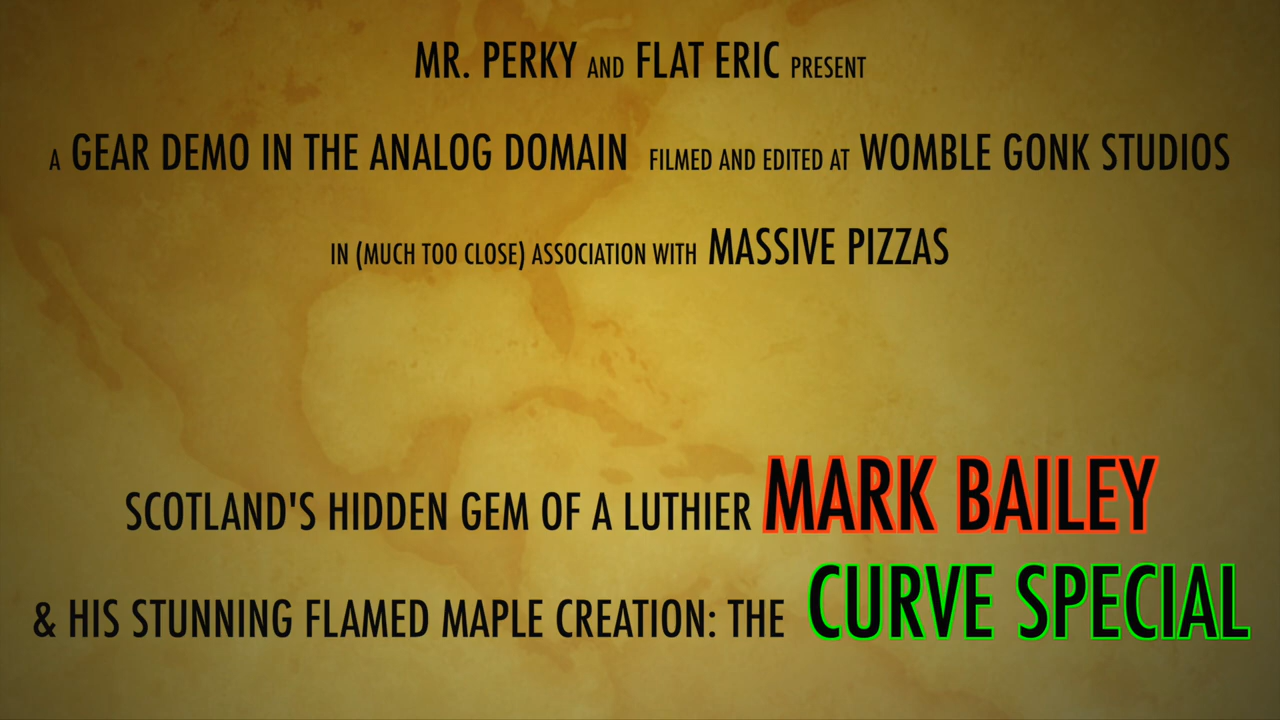 MR. PERKY AND FLAT ERIC PRESENT
A GEAR DEMO IN THE ANALOG DOMAIN FILMED AND EDITED AT WOMBLE GONK STUDIOS
IN (MUCH TOO CLOSE) ASSOCIATION WITH MASSIVE PIZZAS
SCOTLAND'S HIDDEN GEM OF A LUTHIER MARK BAILEY
& HIS STUNNING FLAMED MAPLE CREATION: THE CURVE SPECIAL